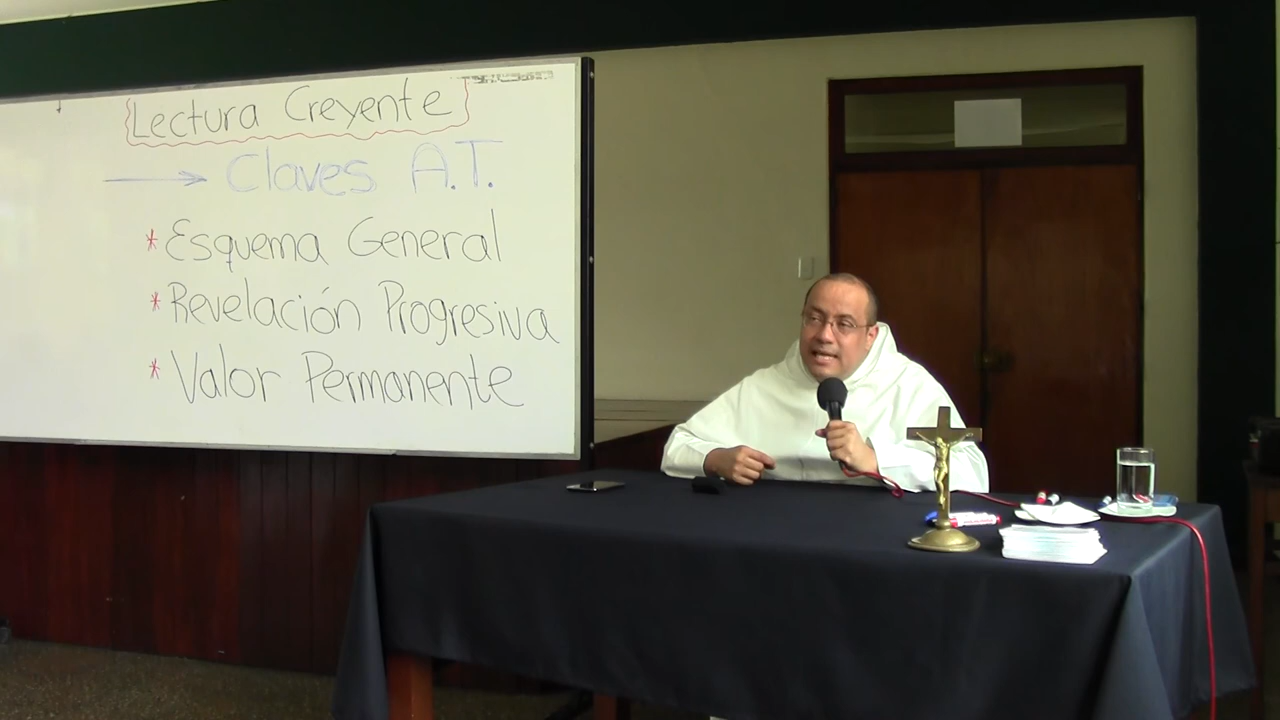 Lectura Creyente
Claves A.T.
* Esquema General
* Revelación Progresiva
* Valor Permanente